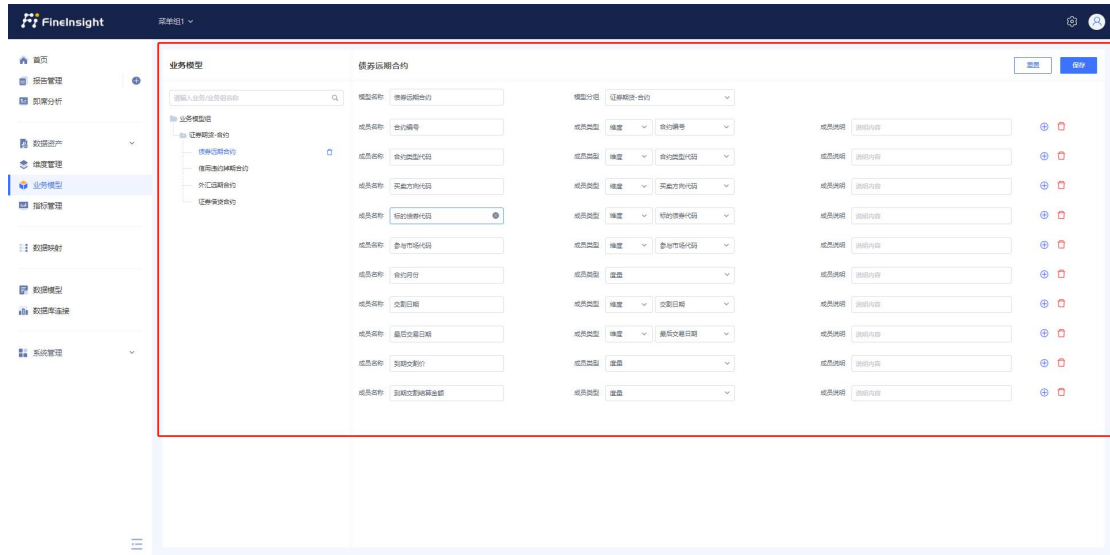 FineInsight
菜单组1
首页
报告管理
即席分析
数据资产
维度管理
业务模型
指标管理
数据映射
数据模型
数据库连接
系统管理
业务模型
请输入业务/业务组名称
业务模型组
证券期货-合约
债券远期合约
信用违约掉期合约
外汇远期合约
证券借贷合约
债券远期合约 重置 保存
模型名称 债券远期合约 模型分组 证券期货-合约
成员名称 合约编号 成员类型 维度 合约编号 成员说明 说明内容
成员名称 合约类型代码 成员类型 维度 合约类型代码 成员说明 说明内容
成员名称 买卖方向代码 成员类型 维度 买卖方向代码 成员说明 说明内容
成员名称 标的债券代码 成员类型 维度 标的债券代码 成员说明 说明内容
成员名称 参与市场代码 成员类型 维度 参与市场代码 成员说明 说明内容
成员名称 合约月份 成员类型 度量 成员说明 说明内容
成员名称 交割日期 成员类型 维度 交割日期 成员说明 说明内容
成员名称 最后交易日期 成员类型 维度 最后交易日期 成员说明 说明内容
成员名称 到期交割价 成员类型 度量 成员说明 说明内容
成员名称 到期交割结算金额 成员类型 度量 成员说明 说明内容